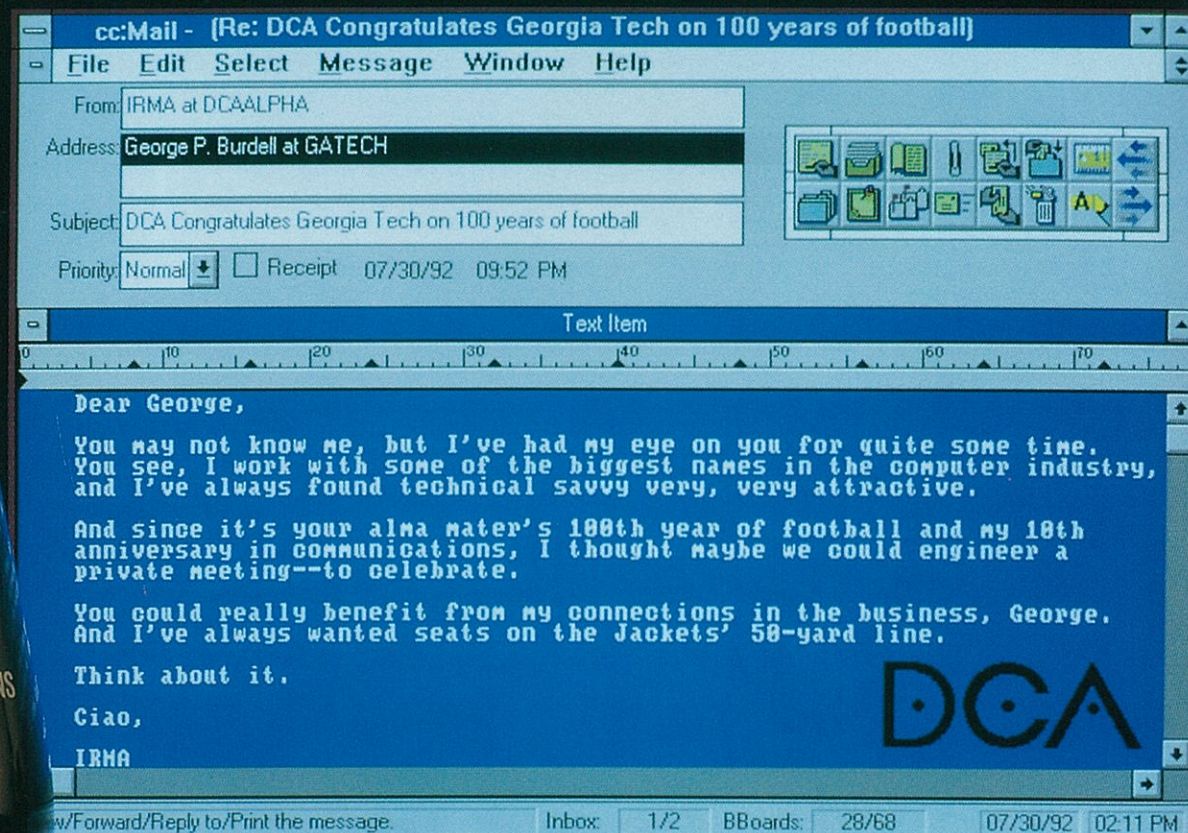 cc:Mail - [Re: DCA Congratulates Georgia Tech on 100 years of football]
File Edit Select Message Window Help
From: IRMA at DCAALPHA
Address: George P. Burdell at GATECH
Subject: DCA Congratulates Georgia Tech on 100 years of football
Priority: Normal Receipt 07/30/92 09:52 PM
Text Item
0 10 20 30 40 50 60 70
Dear George,
You may not know me, but I've had my eye on you for quite some time.
You see, I work with some of the biggest names in the computer industry,
and I've always found technical savvy very, very attractive.
And since it's your alma mater's 100th year of football and my 10th
anniversary in communications, I thought maybe we could engineer a
private meeting--to celebrate.
You could really benefit from my connections in the business, George.
And I've always wanted seats on the Jackets' 50-yard line.
Think about it.
Ciao,
IRMA
DCA
/Forward/Reply to/Print the message. Inbox: 1/2 BBoards: 28/68 07/30/92 02:11 PM